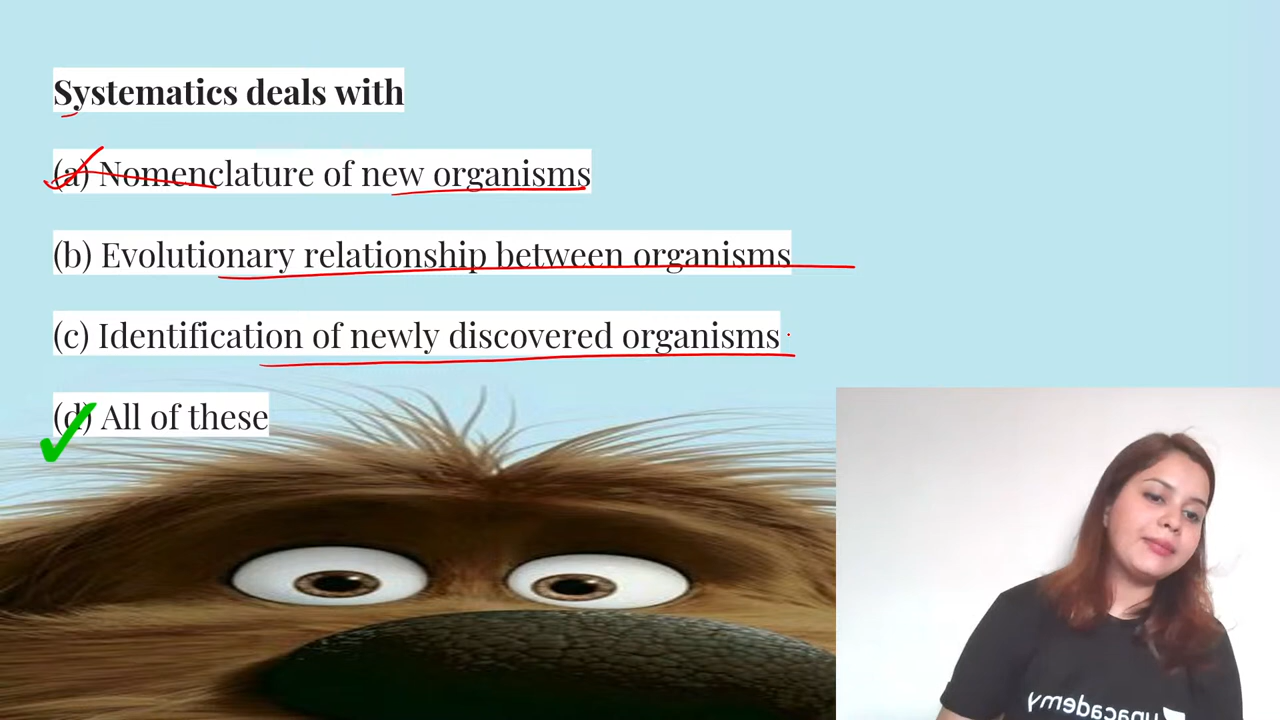 Systematics deals with
(a) Nomenclature of new organisms
(b) Evolutionary relationship between organisms
(c) Identification of newly discovered organisms
(d) All of these
unacademy